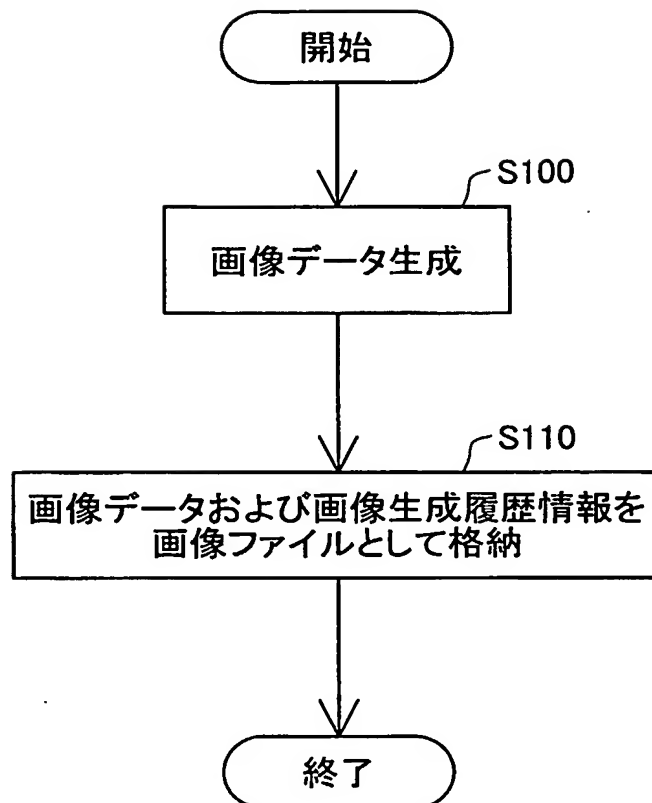 開始
S100
画像データ生成
S110
画像データおよび画像生成履歴情報を
画像ファイルとして格納
終了